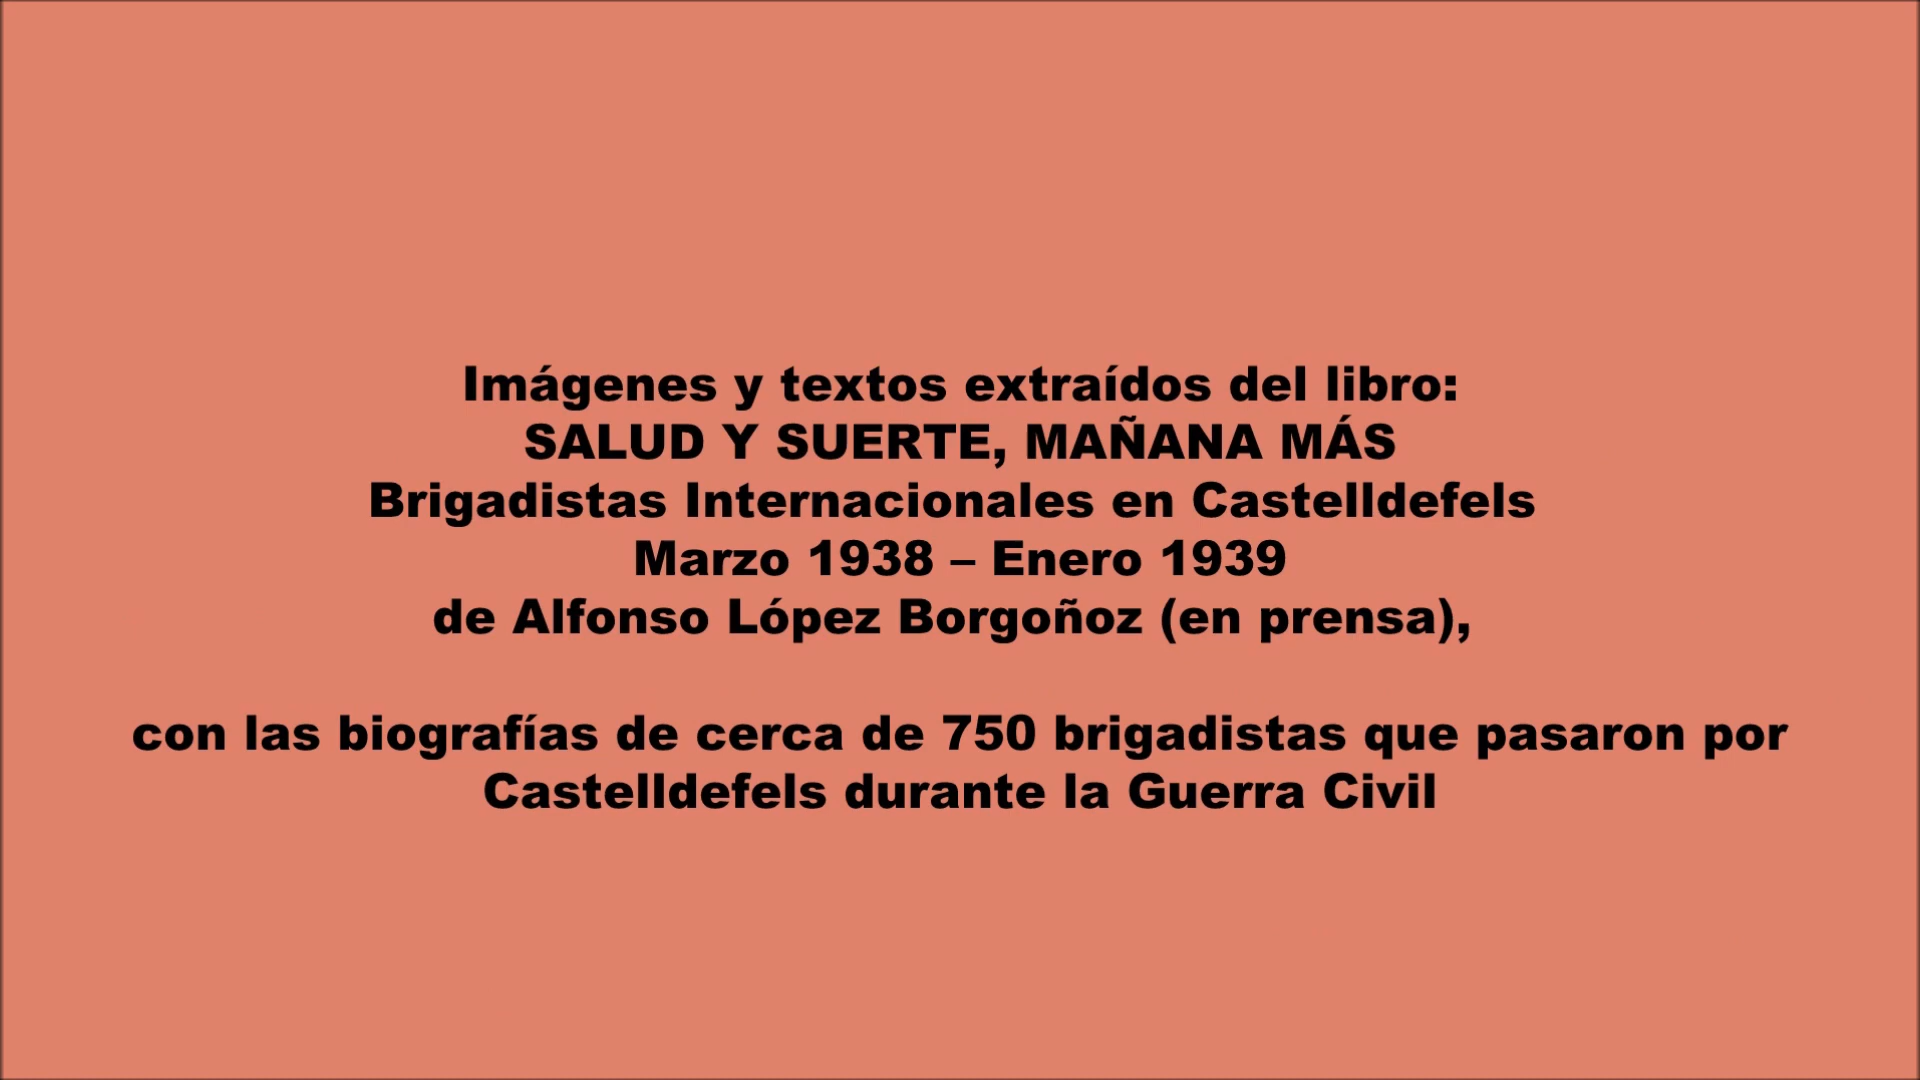 Imágenes y textos extraídos del libro:
SALUD Y SUERTE, MAÑANA MÁS
Brigadistas Internacionales en Castelldefels
Marzo 1938 – Enero 1939
de Alfonso López Borgoñoz (en prensa),
con las biografías de cerca de 750 brigadistas que pasaron por
Castelldefels durante la Guerra Civil